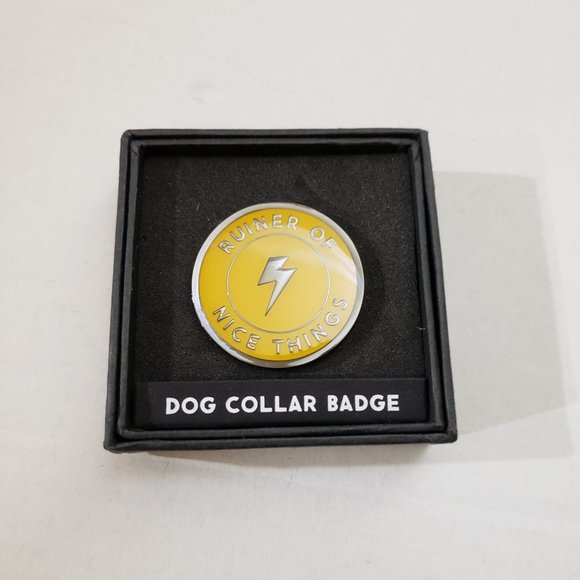 RUINER OF
NICE THINGS
DOG COLLAR BADGE